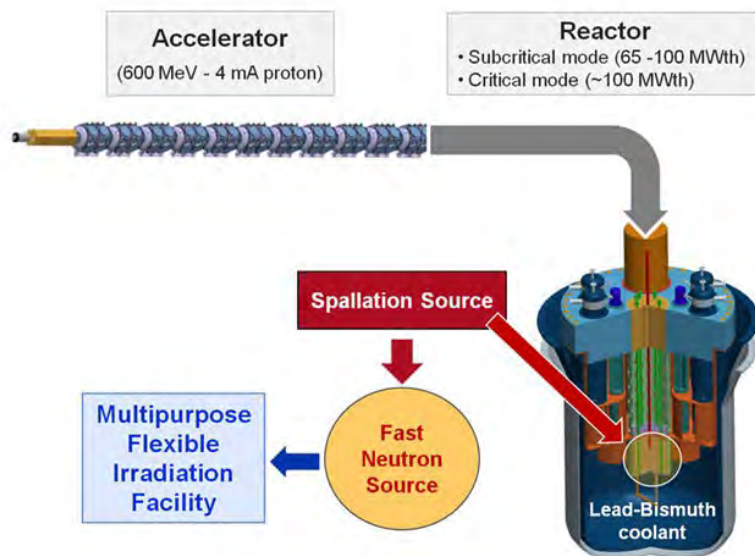 Accelerator
(600 MeV - 4 mA proton)
Reactor
• Subcritical mode (65 -100 MWth)
• Critical mode (~100 MWth)
Spallation Source
Multipurpose
Flexible
Irradiation
Facility
Fast
Neutron
Source
Lead-Bismuth
coolant